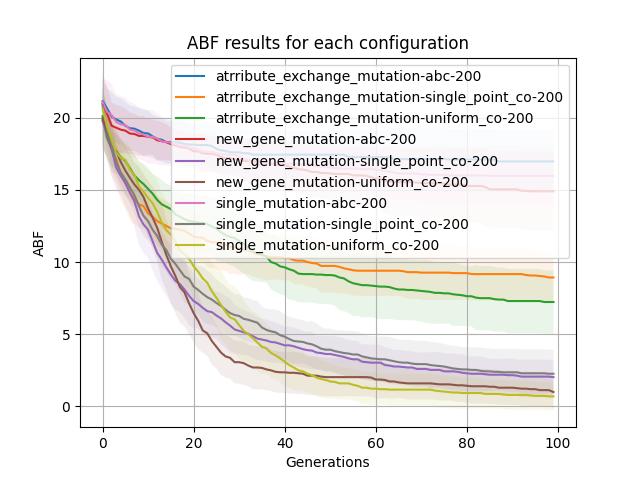 ABF results for each configuration
atrribute_exchange_mutation-abc-200
atrribute_exchange_mutation-single_point_co-200
atrribute_exchange_mutation-uniform_co-200
new_gene_mutation-abc-200
new_gene_mutation-single_point_co-200
new_gene_mutation-uniform_co-200
single_mutation-abc-200
single_mutation-single_point_co-200
single_mutation-uniform_co-200
ABF
20
15
10
5
0
0 20 40 60 80 100
Generations